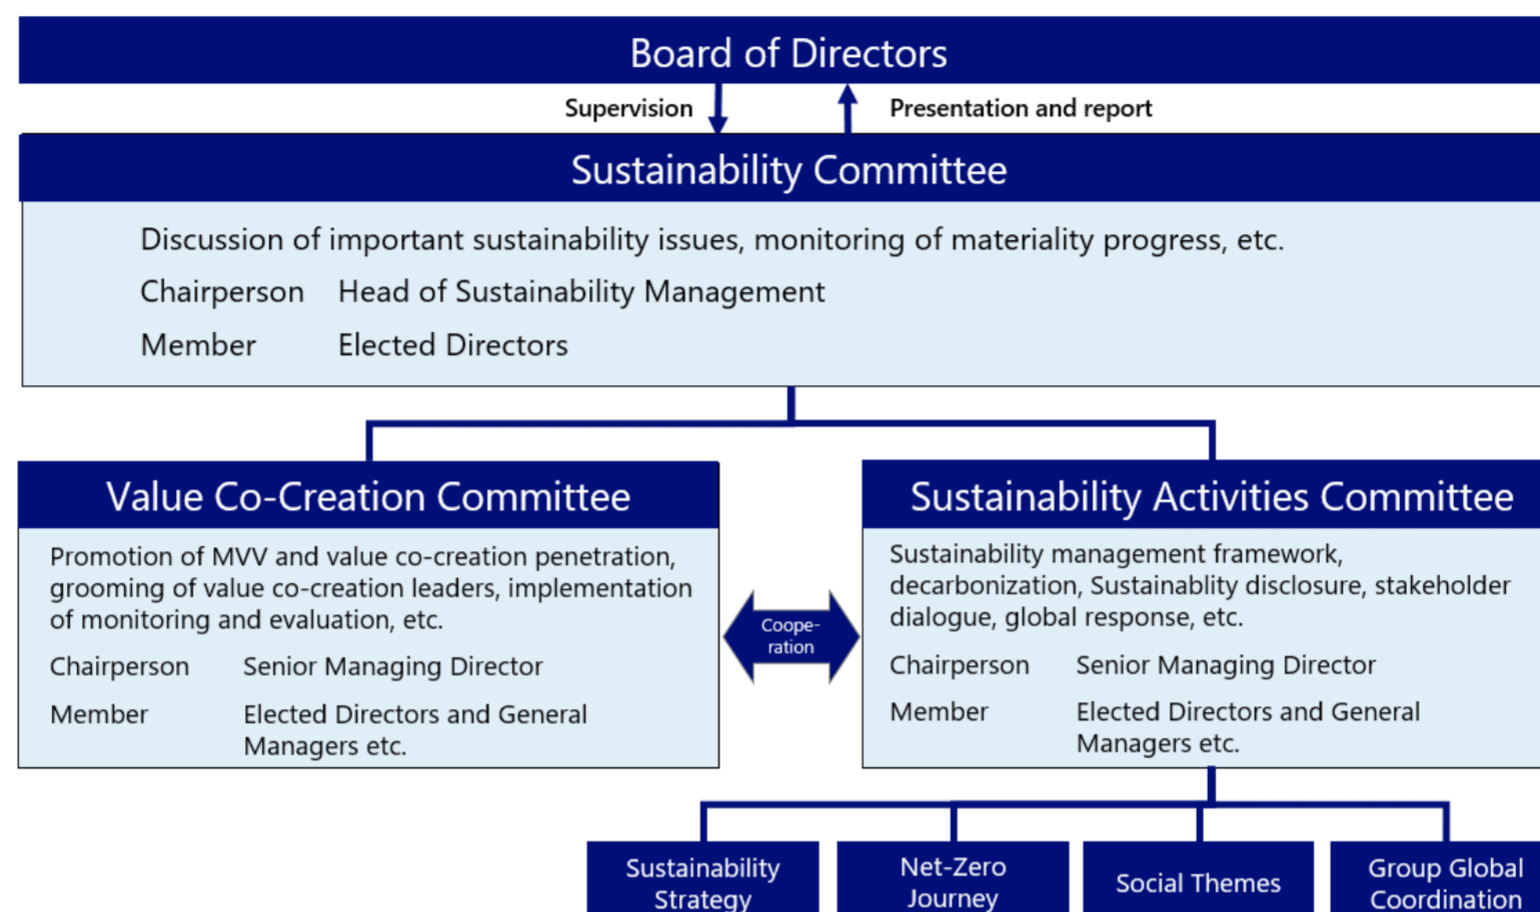 Board of Directors
Supervision
Presentation and report
Sustainability Committee
Discussion of important sustainability issues, monitoring of materiality progress, etc.
Chairperson Head of Sustainability Management
Member Elected Directors
Value Co-Creation Committee
Promotion of MVV and value co-creation penetration,
grooming of value co-creation leaders, implementation
of monitoring and evaluation, etc.
Chairperson Senior Managing Director
Member Elected Directors and General
Managers etc.
Coope-
ration
Sustainability Activities Committee
Sustainability management framework,
decarbonization, Sustainablity disclosure, stakeholder
dialogue, global response, etc.
Chairperson Senior Managing Director
Member Elected Directors and General
Managers etc.
Sustainability
Strategy
Net-Zero
Journey
Social Themes
Group Global
Coordination